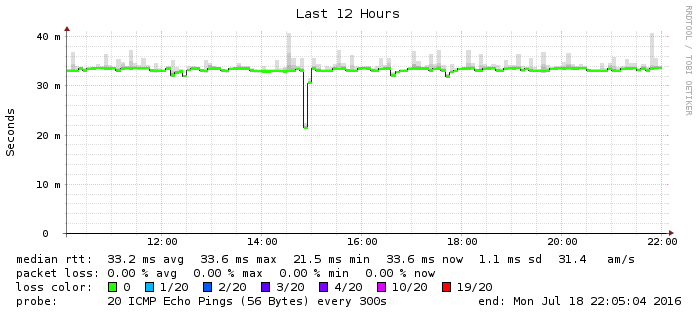 Last 12 Hours
RRDTOOL / TOBI OETIKER
Seconds
40 m
30 m
20 m
10 m
0
12:00 14:00 16:00 18:00 20:00 22:00
median rtt: 33.2 ms avg 33.6 ms max 21.5 ms min 33.6 ms now 1.1 ms sd 31.4 am/s
packet loss: 0.00 % avg 0.00 % max 0.00 % min 0.00 % now
loss color: 0 1/20 2/20 3/20 4/20 10/20 19/20
probe: 20 ICMP Echo Pings (56 Bytes) every 300s end: Mon Jul 18 22:05:04 2016